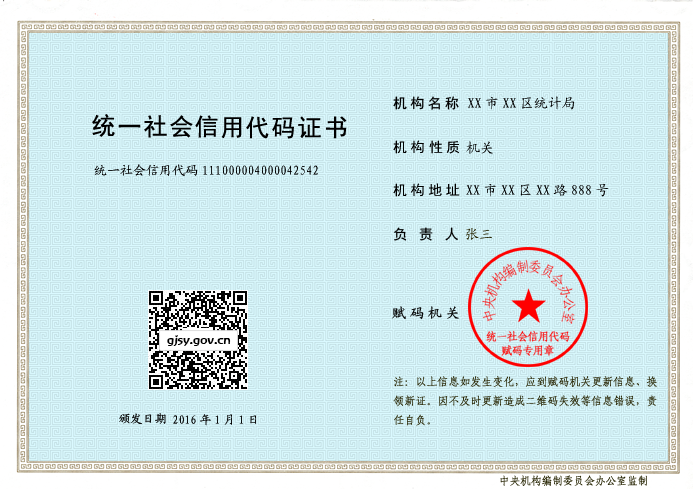 统一社会信用代码证书
统一社会信用代码 111000004000042542
gjsy.gov.cn
颁发日期 2016 年 1 月 1 日
机构名称 XX 市 XX 区统计局
机构性质 机关
机构地址 XX 市 XX 区 XX 路 888 号
负责人 张三
赋码机关
中央机构编制委员会办公室
统一社会信用代码
赋码专用章
注：以上信息如发生变化，应到赋码机关更新信息、换
领新证。因不及时更新造成二维码失效等信息错误，责
任自负。
中央机构编制委员会办公室监制